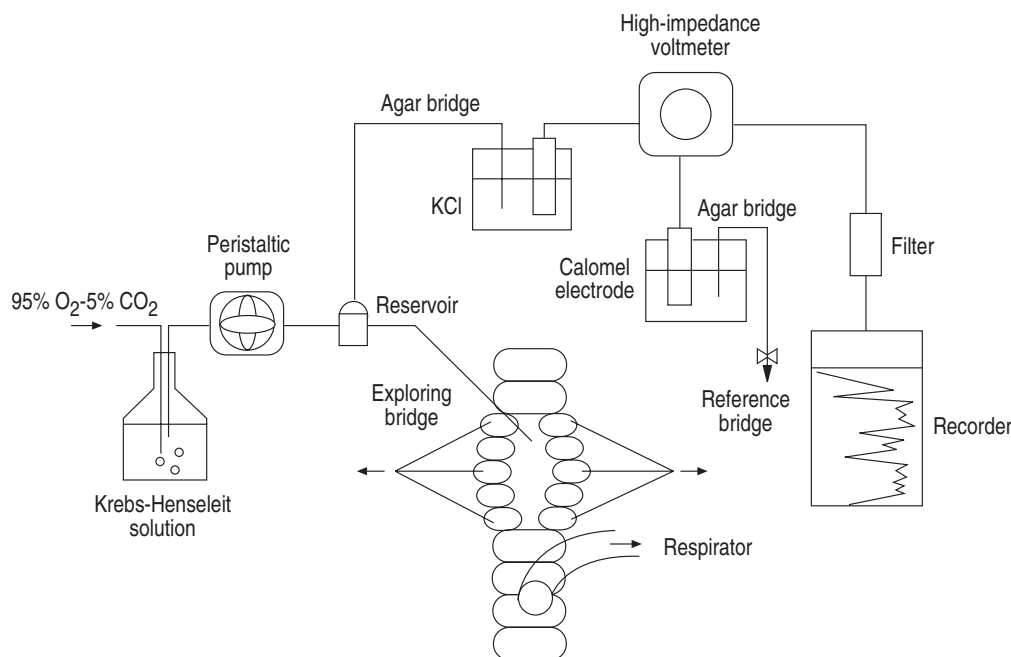 High-impedance
voltmeter
Agar bridge
KCl
Agar bridge
Peristaltic
pump
Calomel
electrode
Filter
95% O₂-5% CO₂
Reservoir
Exploring
bridge
Reference
bridge
Recorder
Krebs-Henseleit
solution
Respirator